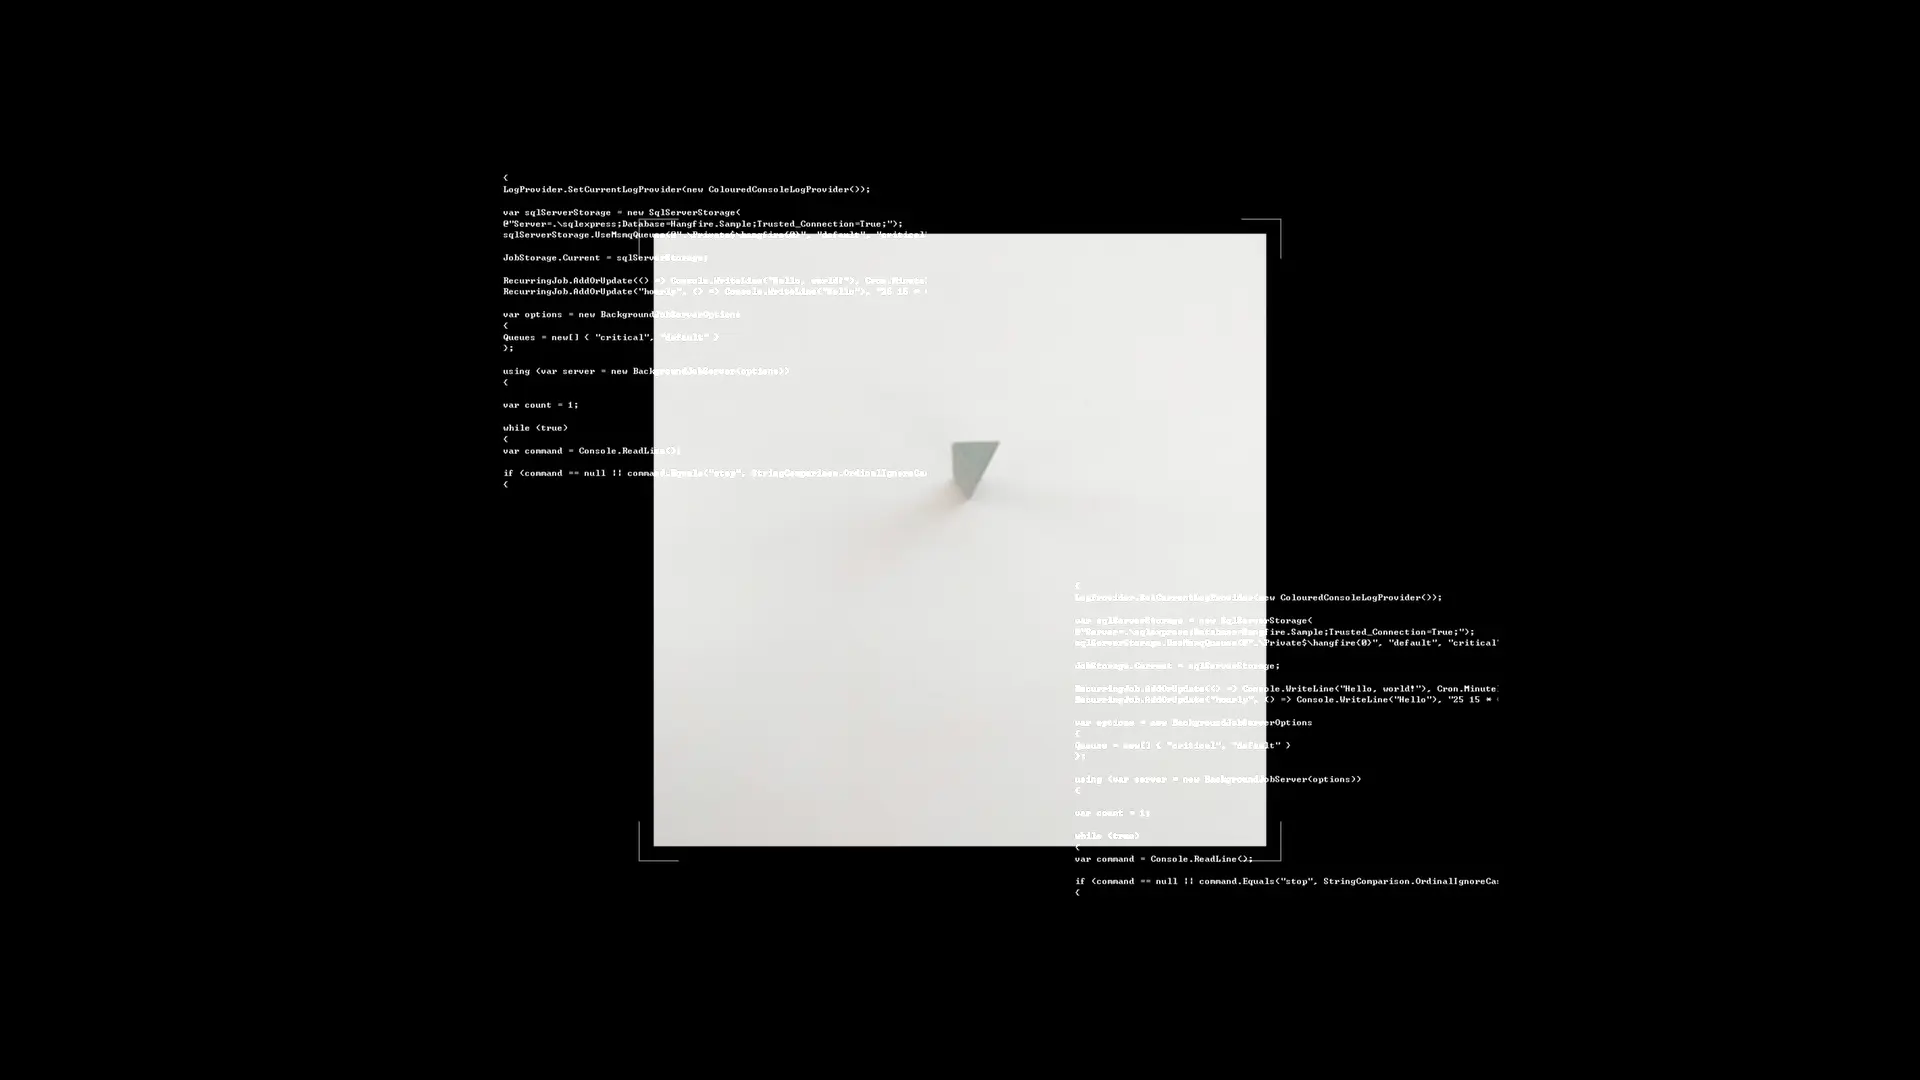 {
LogProvider.SetCurrentLogProvider(new ColouredConsoleLogProvider());
var sqlServerStorage = new SqlServerStorage(
@"Server=.\sqlexpress;Database=Hangfire.Sample;Trusted_Connection=True;");
sqlServerStorage.UseMsmqQueues(@".\Private$\hangfire{0}", "default", "critical"
JobStorage.Current = sqlServerStorage;
RecurringJob.AddOrUpdate(() => Console.WriteLine("Hello, world!"), Cron.Minute
RecurringJob.AddOrUpdate("hourly", () => Console.WriteLine("Hello"), "25 15 *
var options = new BackgroundJobServerOptions
{
Queues = new[] { "critical", "default" }
};
using (var server = new BackgroundJobServer(options))
{
var count = 1;
while (true)
{
var command = Console.ReadLine();
if (command == null || command.Equals("stop", StringComparison.OrdinalIgnoreCa
{
{
LogProvider.SetCurrentLogProvider(new ColouredConsoleLogProvider());
var sqlServerStorage = new SqlServerStorage(
@"Server=.\sqlexpress;Database=Hangfire.Sample;Trusted_Connection=True;");
sqlServerStorage.UseMsmqQueues(@".\Private$\hangfire{0}", "default", "critical"
JobStorage.Current = sqlServerStorage;
RecurringJob.AddOrUpdate(() => Console.WriteLine("Hello, world!"), Cron.Minute
RecurringJob.AddOrUpdate("hourly", () => Console.WriteLine("Hello"), "25 15 *
var options = new BackgroundJobServerOptions
{
Queues = new[] { "critical", "default" }
};
using (var server = new BackgroundJobServer(options))
{
var count = 1;
while (true)
{
var command = Console.ReadLine();
if (command == null || command.Equals("stop", StringComparison.OrdinalIgnoreCa
{